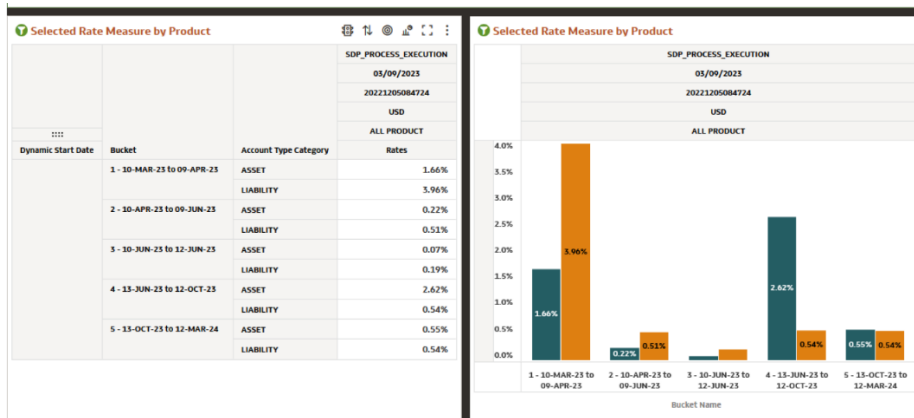 Selected Rate Measure by Product
SDP_PROCESS_EXECUTION
03/09/2023
20221205084724
USD
ALL PRODUCT
Dynamic Start Date Bucket Account Type Category Rates
1 - 10-MAR-23 to 09-APR-23 ASSET 1.66%
LIABILITY 3.96%
2 - 10-APR-23 to 09-JUN-23 ASSET 0.22%
LIABILITY 0.51%
3 - 10-JUN-23 to 12-JUN-23 ASSET 0.07%
LIABILITY 0.19%
4 - 13-JUN-23 to 12-OCT-23 ASSET 2.62%
LIABILITY 0.54%
5 - 13-OCT-23 to 12-MAR-24 ASSET 0.55%
LIABILITY 0.54%
Selected Rate Measure by Product
SDP_PROCESS_EXECUTION
03/09/2023
20221205084724
USD
ALL PRODUCT
4.0%
3.5%
3.0%
2.5%
2.0%
1.5%
1.0%
0.5%
0.0%
1.66%
3.96%
0.22%
0.51%
2.62%
0.54%
0.55%
0.54%
1 - 10-MAR-23 to
09-APR-23
2 - 10-APR-23 to
09-JUN-23
3 - 10-JUN-23 to
12-JUN-23
4 - 13-JUN-23 to
12-OCT-23
5 - 13-OCT-23 to
12-MAR-24
Bucket Name